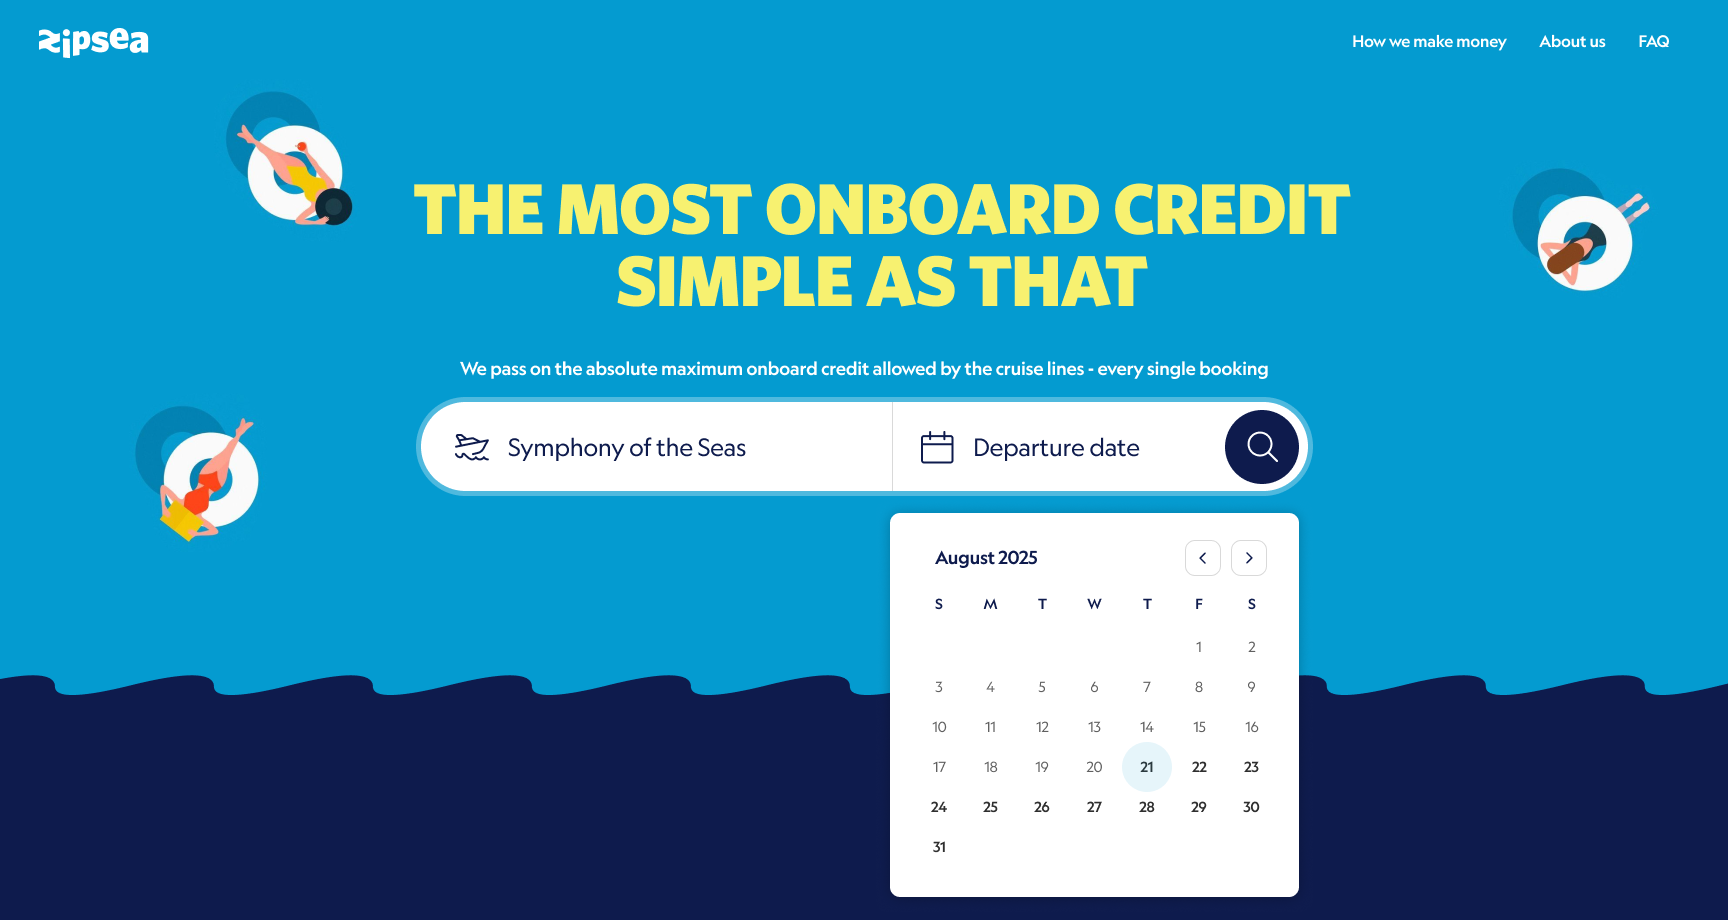 zipsea
How we make money About us FAQ
THE MOST ONBOARD CREDIT
SIMPLE AS THAT
We pass on the absolute maximum onboard credit allowed by the cruise lines - every single booking
Symphony of the Seas Departure date
August 2025
S M T W T F S
1 2
3 4 5 6 7 8 9
10 11 12 13 14 15 16
17 18 19 20 21 22 23
24 25 26 27 28 29 30
31